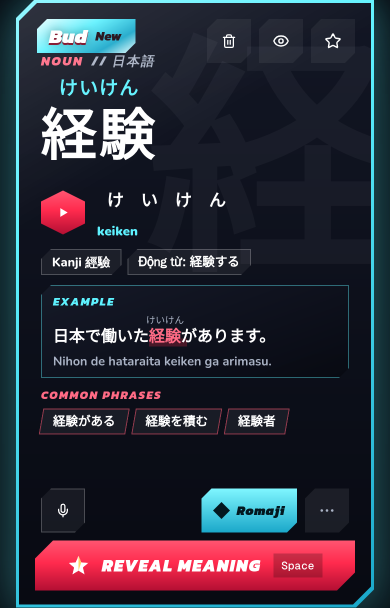 Bud New
NOUN // 日本語
けいけん
経験
け い け ん
keiken
Kanji 經驗
Động từ: 経験する
EXAMPLE
けいけん
日本で働いた経験があります。
Nihon de hataraita keiken ga arimasu.
COMMON PHRASES
経験がある 経験を積む 経験者
Romaji
REVEAL MEANING Space